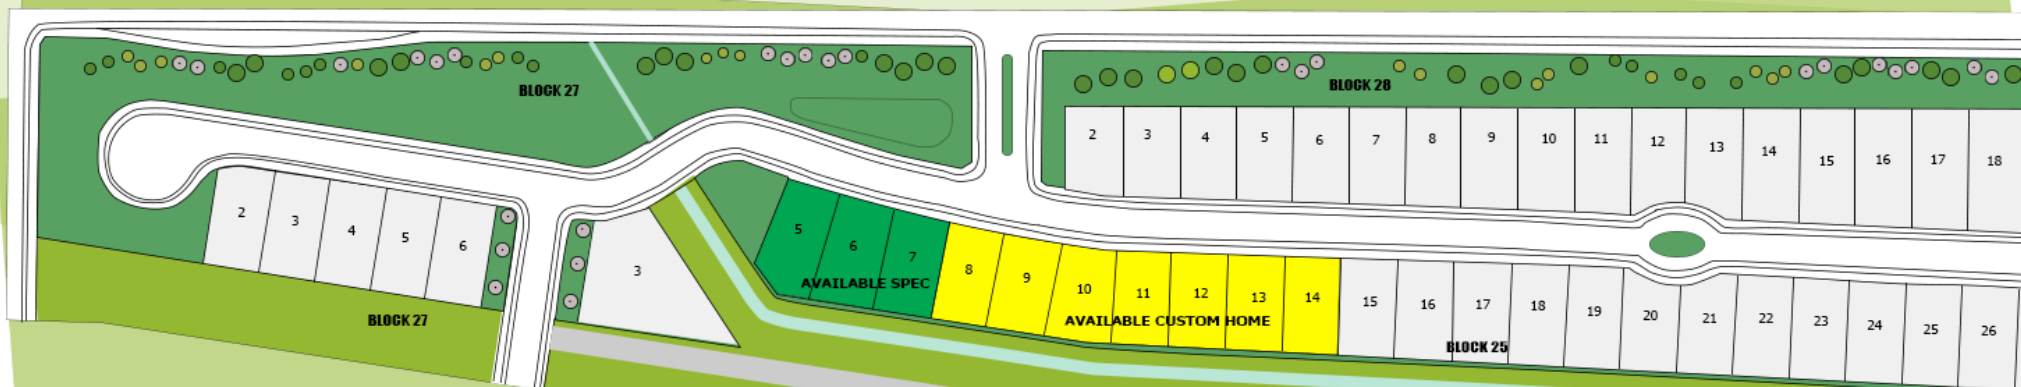 BLOCK 27
BLOCK 28
2 3 4 5 6 7 8 9 10 11 12 13 14 15 16 17 18
2 3 4 5 6
3
5 6 7
AVAILABLE SPEC
8 9 10 11 12 13 14
AVAILABLE CUSTOM HOME
15 16 17 18 19 20 21 22 23 24 25 26
BLOCK 27
BLOCK 25